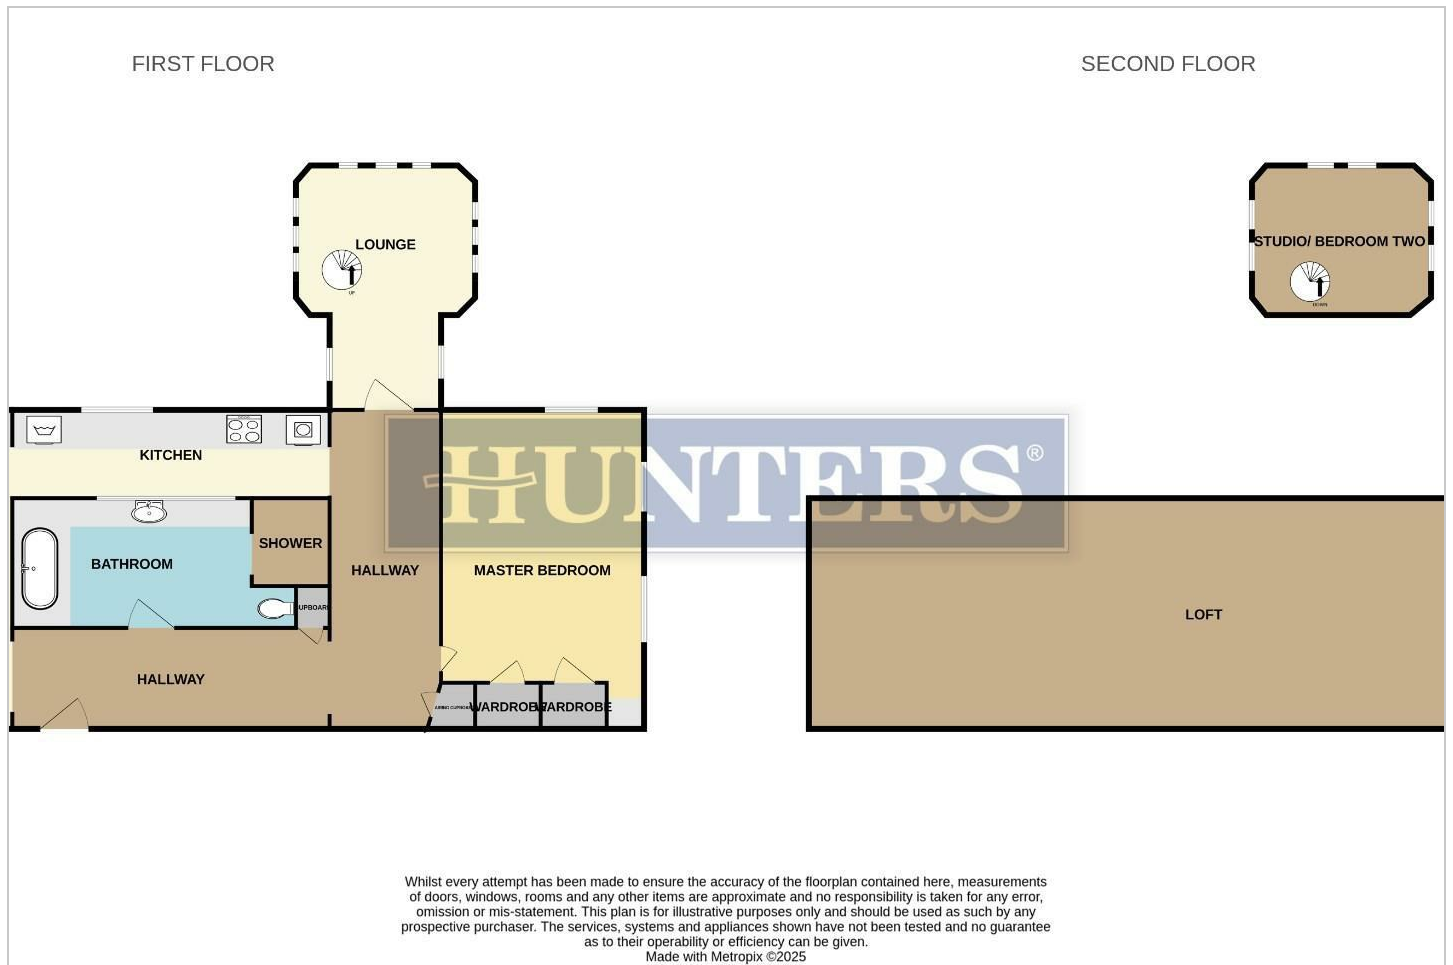 FIRST FLOOR
SECOND FLOOR
LOUNGE
UP
STUDIO/ BEDROOM TWO
DOWN
KITCHEN
HUNTERS®
BATHROOM
SHOWER
HALLWAY
MASTER BEDROOM
CUPBOARD
LOFT
HALLWAY
AIRING CUPBOARD
WARDROBE
WARDROBE
Whilst every attempt has been made to ensure the accuracy of the floorplan contained here, measurements
of doors, windows, rooms and any other items are approximate and no responsibility is taken for any error,
omission or mis-statement. This plan is for illustrative purposes only and should be used as such by any
prospective purchaser. The services, systems and appliances shown have not been tested and no guarantee
as to their operability or efficiency can be given.
Made with Metropix ©2025